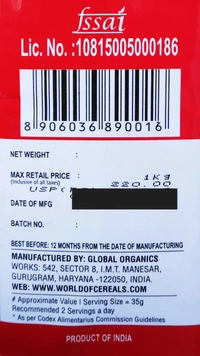 fssai
Lic. No. :10815005000186
8 906036 890016
NET WEIGHT :
1KG
MAX RETAIL PRICE :
(Inclusive of all taxes)
220.00
DATE OF MFG
BATCH NO. :
BEST BEFORE: 12 MONTHS FROM THE DATE OF MANUFACTURING
MANUFACTURED BY: GLOBAL ORGANICS
WORKS: 542, SECTOR 8, I.M.T. MANESAR,
GURUGRAM, HARYANA -122050, INDIA.
WEB: WWW.WORLDOFCEREALS.COM
# Approximate Value | Serving Size = 35g
Recommended 2 Servings a day
* As per Codex Alimentarius Commission Guidelines
PRODUCT OF INDIA